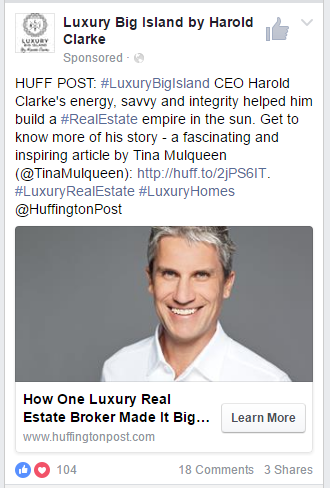 Luxury Big Island by Harold
Clarke
Sponsored ·
LUXURY
BIG ISLAND
HUFF POST: #LuxuryBigIsland CEO Harold
Clarke's energy, savvy and integrity helped him
build a #RealEstate empire in the sun. Get to
know more of his story - a fascinating and
inspiring article by Tina Mulqueen
(@TinaMulqueen): http://huff.to/2jPS6IT.
#LuxuryRealEstate #LuxuryHomes
@HuffingtonPost
How One Luxury Real
Estate Broker Made It Big...
Learn More
www.huffingtonpost.com
104
18 Comments 3 Shares